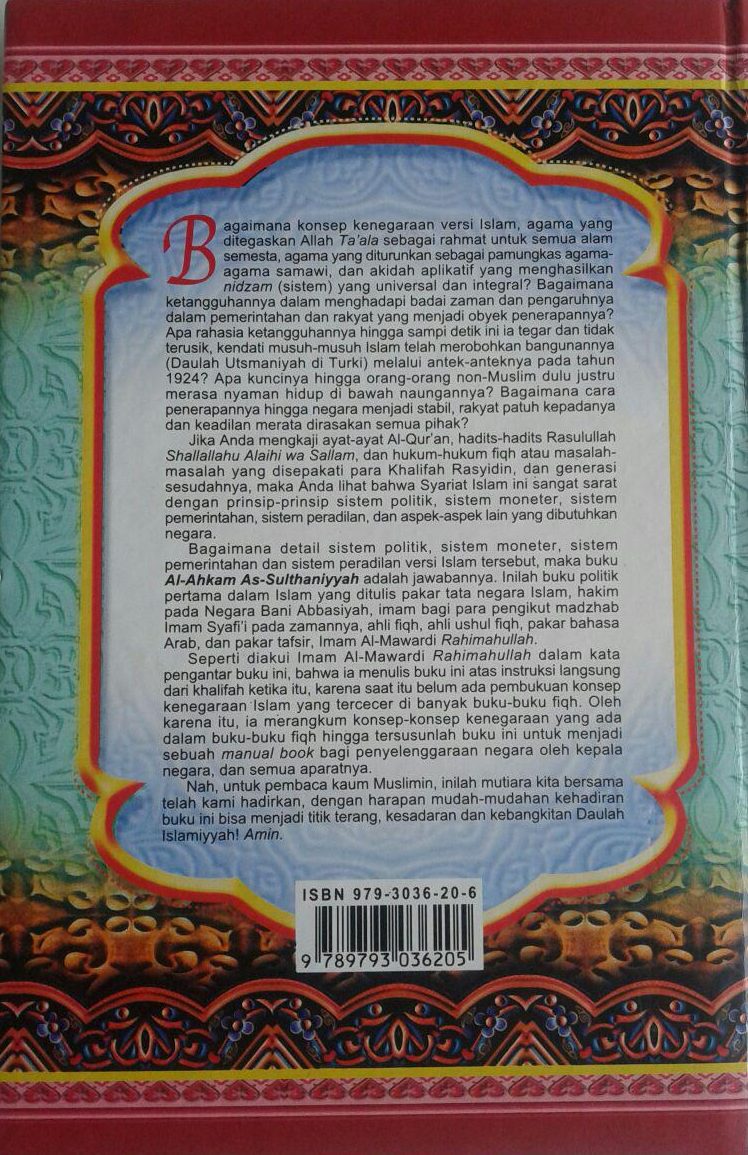 Bagaimana konsep kenegaraan versi Islam, agama yang
ditegaskan Allah Ta'ala sebagai rahmat untuk semua alam
semesta, agama yang diturunkan sebagai pamungkas agama-
agama samawi, dan akidah aplikatif yang menghasilkan
nidzam (sistem) yang universal dan integral? Bagaimana
ketangguhannya dalam menghadapi badai zaman dan pengaruhnya
dalam pemerintahan dan rakyat yang menjadi obyek penerapannya?
Apa rahasia ketangguhannya hingga sampi detik ini ia tegar dan tidak
terusik, kendati musuh-musuh Islam telah merobohkan bangunannya
(Daulah Utsmaniyah di Turki) melalui antek-anteknya pada tahun
1924? Apa kuncinya hingga orang-orang non-Muslim dulu justru
merasa nyaman hidup di bawah naungannya? Bagaimana cara
penerapannya hingga negara menjadi stabil, rakyat patuh kepadanya
dan keadilan merata dirasakan semua pihak?
Jika Anda mengkaji ayat-ayat Al-Qur'an, hadits-hadits Rasulullah
Shallallahu Alaihi wa Sallam, dan hukum-hukum fiqh atau masalah-
masalah yang disepakati para Khalifah Rasyidin, dan generasi
sesudahnya, maka Anda lihat bahwa Syariat Islam ini sangat sarat
dengan prinsip-prinsip sistem politik, sistem moneter, sistem
pemerintahan, sistem peradilan, dan aspek-aspek lain yang dibutuhkan
negara.
Bagaimana detail sistem politik, sistem moneter, sistem
pemerintahan dan sistem peradilan versi Islam tersebut, maka buku
Al-Ahkam As-Sulthaniyyah adalah jawabannya. Inilah buku politik
pertama dalam Islam yang ditulis pakar tata negara Islam, hakim
pada Negara Bani Abbasiyah, imam bagi para pengikut madzhab
Imam Syafi'i pada zamannya, ahli fiqh, ahli ushul fiqh, pakar bahasa
Arab, dan pakar tafsir, Imam Al-Mawardi Rahimahullah.
Seperti diakui Imam Al-Mawardi Rahimahullah dalam kata
pengantar buku ini, bahwa ia menulis buku ini atas instruksi langsung
dari khalifah ketika itu, karena saat itu belum ada pembukuan konsep
kenegaraan Islam yang tercecer di banyak buku-buku fiqh. Oleh
karena itu, ia merangkum konsep-konsep kenegaraan yang ada
dalam buku-buku fiqh hingga tersusunlah buku ini untuk menjadi
sebuah manual book bagi penyelenggaraan negara oleh kepala
negara, dan semua aparatnya.
Nah, untuk pembaca kaum Muslimin, inilah mutiara kita bersama
telah kami hadirkan, dengan harapan mudah-mudahan kehadiran
buku ini bisa menjadi titik terang, kesadaran dan kebangkitan Daulah
Islamiyyah! Amin.
ISBN 979-3036-20-6
9 789793 036205